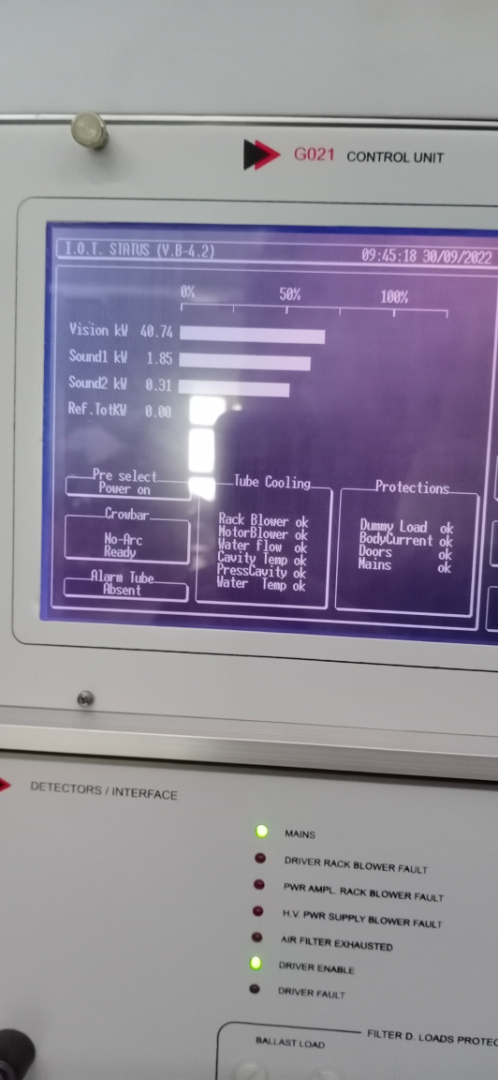 G021 CONTROL UNIT
I.O.T. STATUS (V.B-4.2) 09:45:18 30/09/2022
0% 50% 100%
Vision kW 40.74
Sound1 kW 1.85
Sound2 kW 0.31
Ref.TotKW 0.00
Pre select
Power on
Crowbar
No-Arc
Ready
Alarm Tube
Absent
Tube Cooling
Rack Blower ok
MotorBlower ok
Water flow ok
Cavity Temp ok
PressCavity ok
Water Temp ok
Protections
Dummy Load ok
BodyCurrent ok
Doors ok
Mains ok
DETECTORS / INTERFACE
MAINS
DRIVER RACK BLOWER FAULT
PWR AMPL. RACK BLOWER FAULT
H.V. PWR SUPPLY BLOWER FAULT
AIR FILTER EXHAUSTED
DRIVER ENABLE
DRIVER FAULT
FILTER D. LOADS PROTEC
BALLAST LOAD